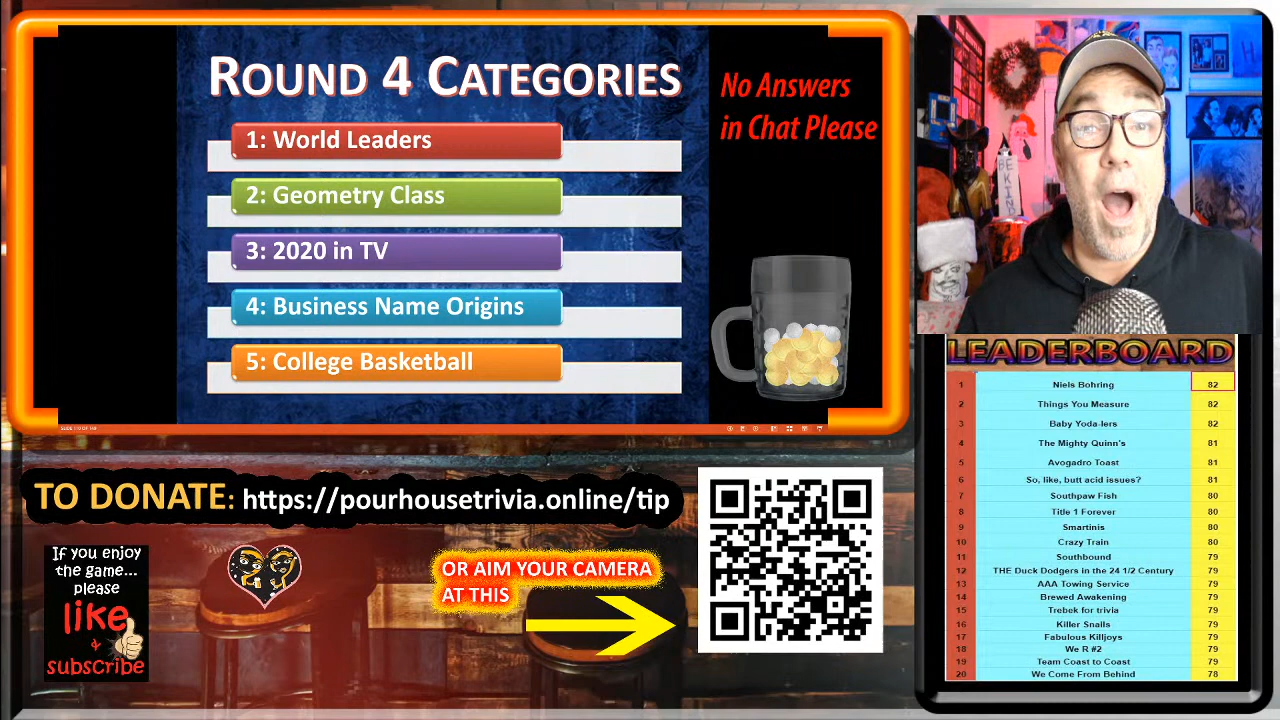 ROUND 4 CATEGORIES
1: World Leaders
2: Geometry Class
3: 2020 in TV
4: Business Name Origins
5: College Basketball
No Answers
in Chat Please
TO DONATE: https://pourhousetrivia.online/tip
If you enjoy
the game...
please
like
&
subscribe
OR AIM YOUR CAMERA
AT THIS
LEADERBOARD
1 Niels Bohring 82
2 Things You Measure 82
3 Baby Yoda-lers 82
4 The Mighty Quinn's 81
5 Avogadro Toast 81
6 So, like, butt acid issues? 81
7 Southpaw Fish 80
8 Title 1 Forever 80
9 Smartinis 80
10 Crazy Train 80
11 Southbound 79
12 THE Duck Dodgers in the 24 1/2 Century 79
13 AAA Towing Service 79
14 Brewed Awakening 79
15 Trebek for trivia 79
16 Killer Snails 79
17 Fabulous Killjoys 79
18 We R #2 79
19 Team Coast to Coast 79
20 We Come From Behind 78